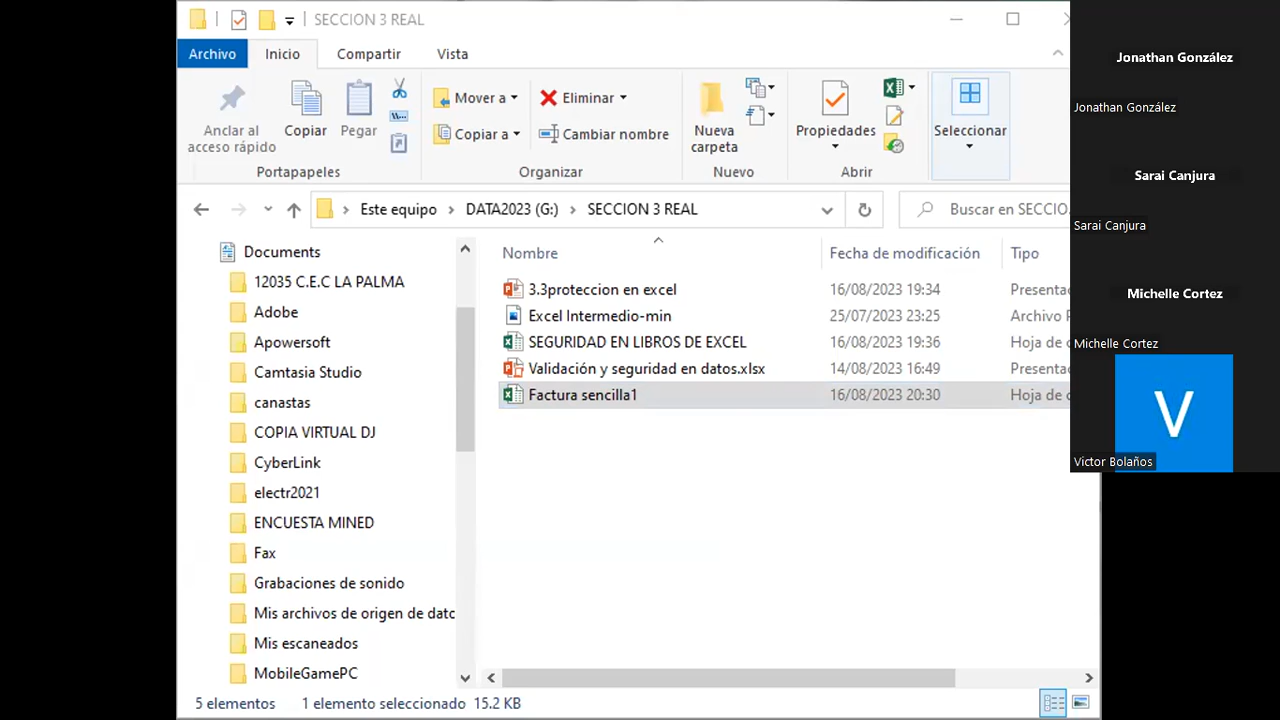 SECCION 3 REAL
Archivo Inicio Compartir Vista
Anclar al acceso rápido
Copiar
Pegar
Mover a
Copiar a
Eliminar
Cambiar nombre
Nueva carpeta
Propiedades
Seleccionar
Portapapeles Organizar Nuevo Abrir
Este equipo DATA2023 (G:) SECCION 3 REAL
Buscar en SECCIO
Documents
12035 C.E.C LA PALMA
Adobe
Apowersoft
Camtasia Studio
canastas
COPIA VIRTUAL DJ
CyberLink
electr2021
ENCUESTA MINED
Fax
Grabaciones de sonido
Mis archivos de origen de datc
Mis escaneados
MobileGamePC
Nombre Fecha de modificación Tipo
3.3proteccion en excel 16/08/2023 19:34 Presenta
Excel Intermedio-min 25/07/2023 23:25 Archivo P
SEGURIDAD EN LIBROS DE EXCEL 16/08/2023 19:36 Hoja de c
Validación y seguridad en datos.xlsx 14/08/2023 16:49 Presenta
Factura sencilla1 16/08/2023 20:30 Hoja de c
5 elementos 1 elemento seleccionado 15.2 KB
Jonathan González
Jonathan González
Sarai Canjura
Sarai Canjura
Michelle Cortez
Michelle Cortez
V
Victor Bolaños